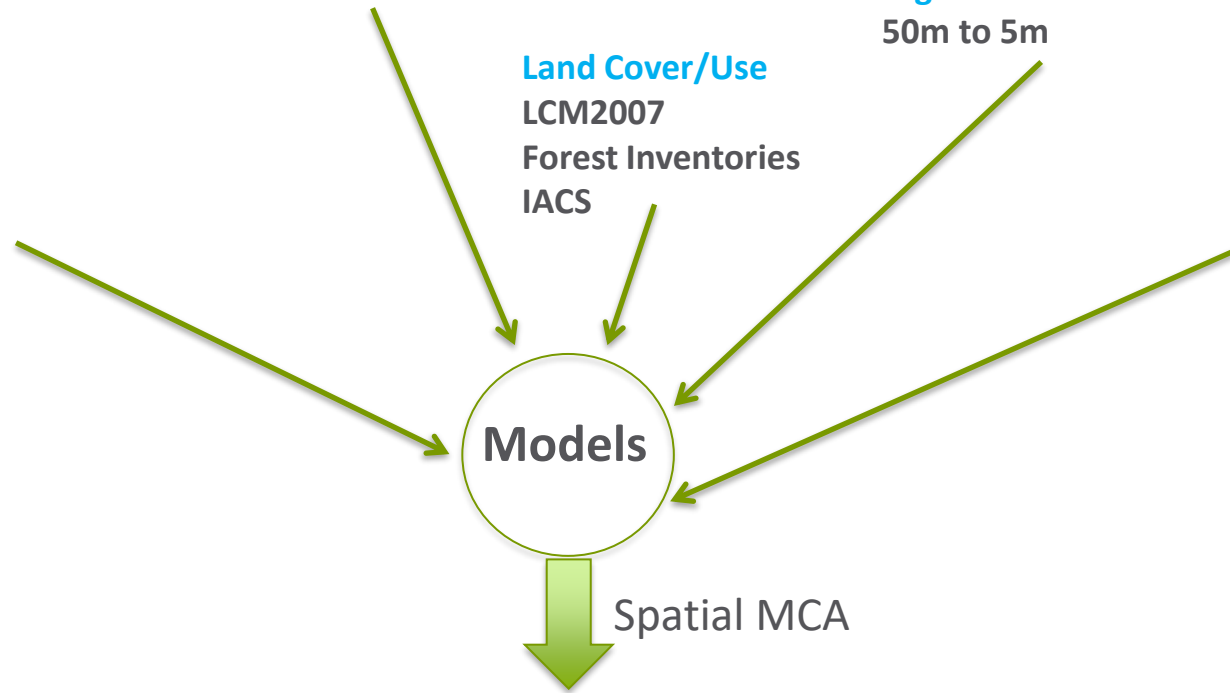 50m to 5m
Land Cover/Use
LCM2007
Forest Inventories
IACS
Models
Spatial MCA